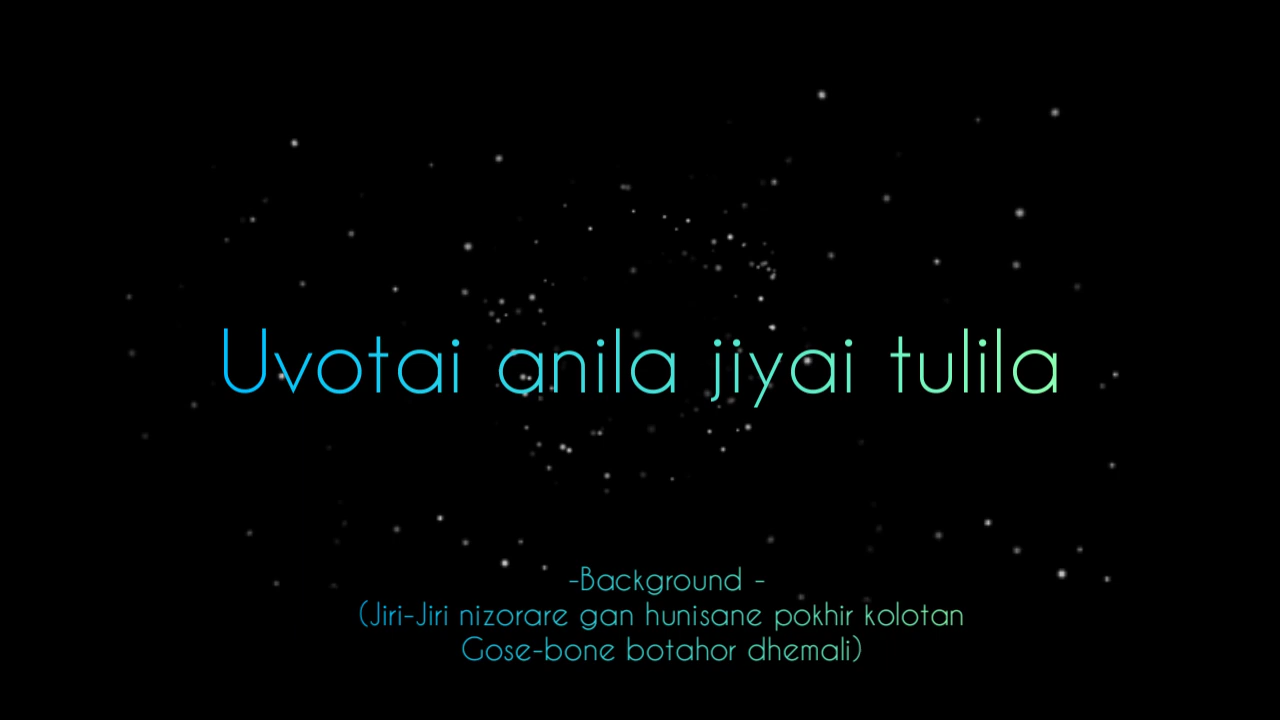 Uvotai anila jiyai tulila
-Background -
(Jiri-Jiri nizorare gan hunisane pokhir kolotan
Gose-bone botahor dhemali)